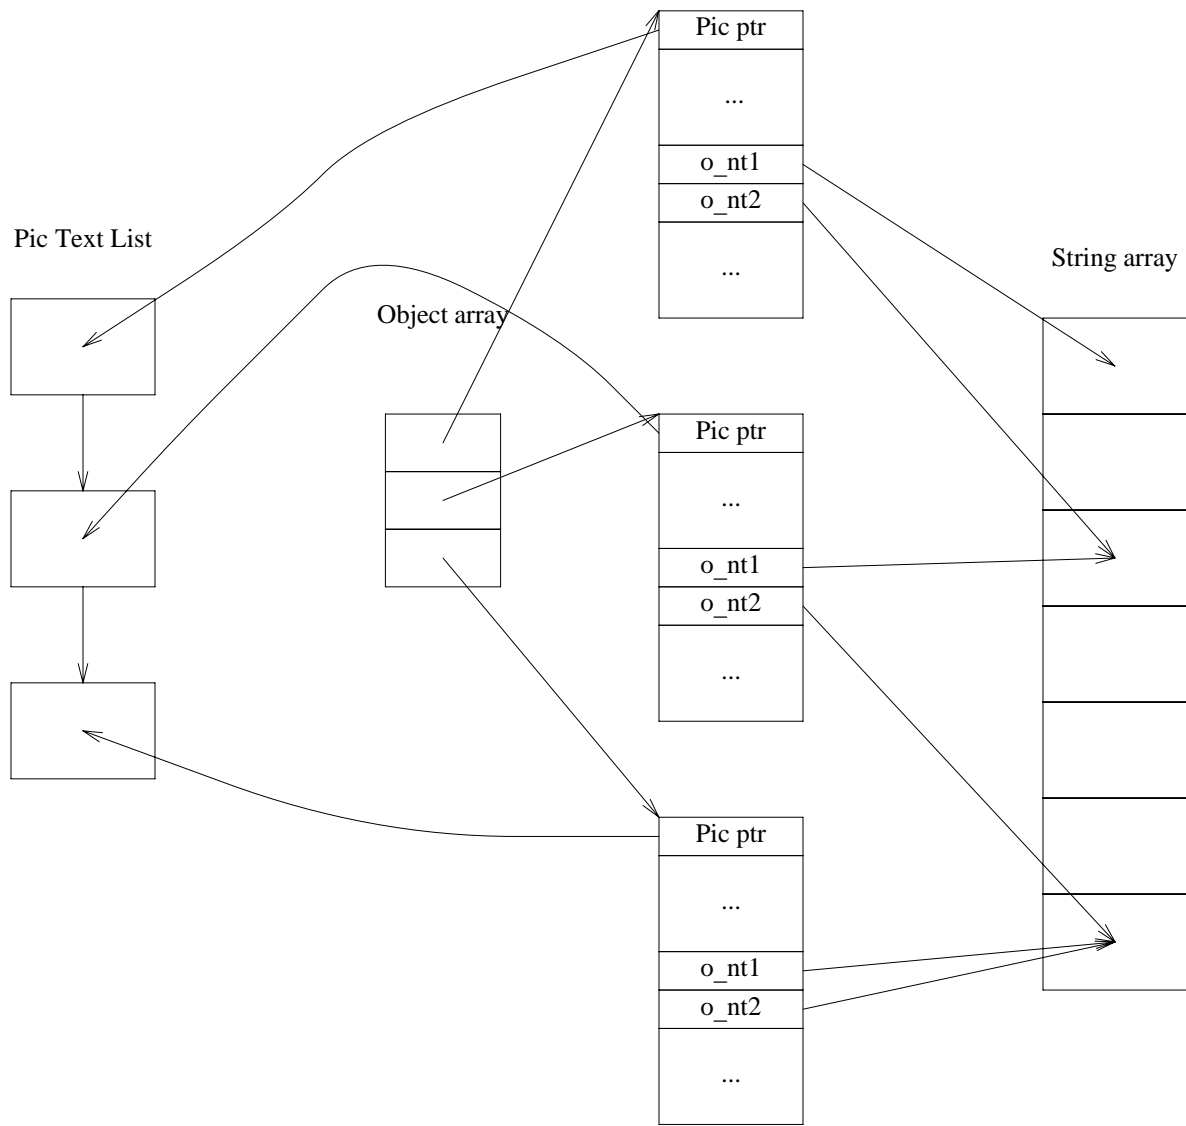 Pic ptr
...
o_nt1
o_nt2
...
Pic Text List
String array
Object array
Pic ptr
...
o_nt1
o_nt2
...
Pic ptr
...
o_nt1
o_nt2
...